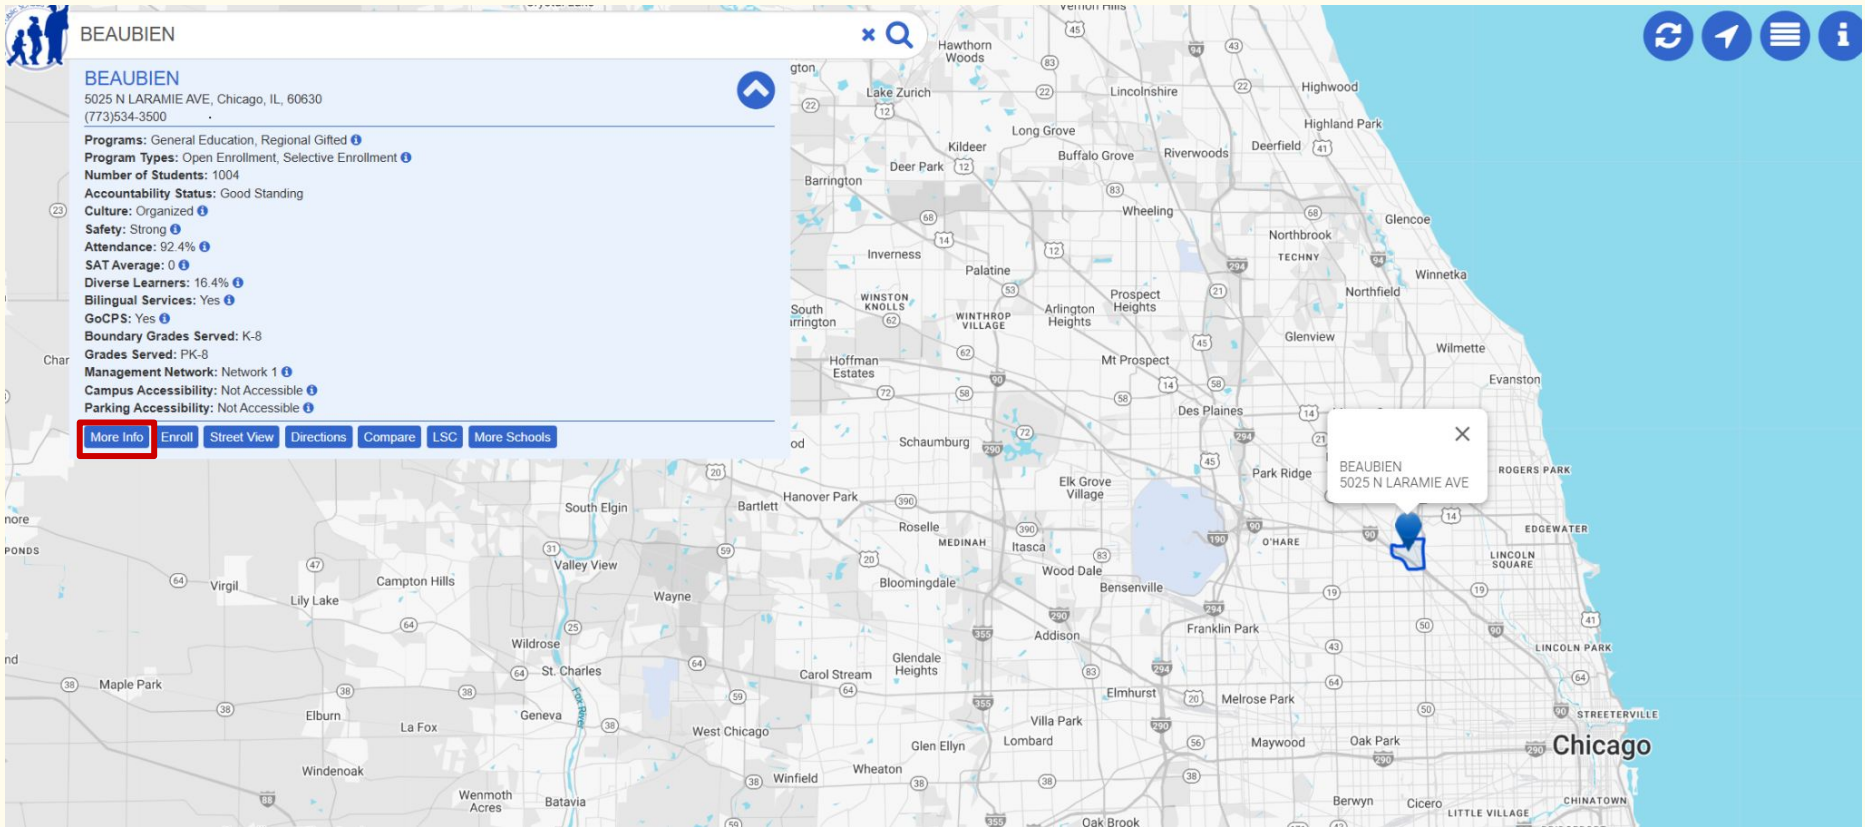 BEAUBIEN
BEAUBIEN
5025 N LARAMIE AVE, Chicago, IL, 60630
(773)534-3500
Programs: General Education, Regional Gifted
Program Types: Open Enrollment, Selective Enrollment
Number of Students: 1004
Accountability Status: Good Standing
Culture: Organized
Safety: Strong
Attendance: 92.4%
SAT Average: 0
Diverse Learners: 16.4%
Bilingual Services: Yes
GoCPS: Yes
Boundary Grades Served: K-8
Grades Served: PK-8
Management Network: Network 1
Campus Accessibility: Not Accessible
Parking Accessibility: Not Accessible
More Info Enroll Street View Directions Compare LSC More Schools
BEAUBIEN
5025 N LARAMIE AVE
Vernon Hills
Hawthorn
Woods
Lake Zurich
Lincolnshire
Highwood
Highland Park
Long Grove
Kildeer
Buffalo Grove
Riverwoods
Deerfield
Deer Park
Barrington
Wheeling
Glencoe
Northbrook
TECHNY
Inverness
Palatine
Winnetka
Northfield
WINSTON
KNOLLS
South
WINTHROP
VILLAGE
Arlington
Heights
Prospect
Heights
Glenview
Wilmette
Hoffman
Estates
Mt Prospect
Evanston
Des Plaines
Schaumburg
Park Ridge
ROGERS PARK
Elk Grove
Village
Hanover Park
South Elgin
Bartlett
Roselle
MEDINAH
Itasca
O'HARE
EDGEWATER
LINCOLN
SQUARE
PONDS
Valley View
Wood Dale
Bensenville
Virgil
Campton Hills
Bloomingdale
Lily Lake
Wayne
Addison
Franklin Park
Wildrose
LINCOLN PARK
St. Charles
Carol Stream
Glendale
Heights
Maple Park
Elmhurst
Melrose Park
Fox River
Elburn
La Fox
Geneva
West Chicago
Villa Park
STREETERVILLE
Glen Ellyn
Lombard
Maywood
Oak Park
Chicago
Windenoak
Winfield
Wheaton
Wenmoth
Acres
Batavia
Berwyn
Cicero
CHINATOWN
LITTLE VILLAGE
Oak Brook